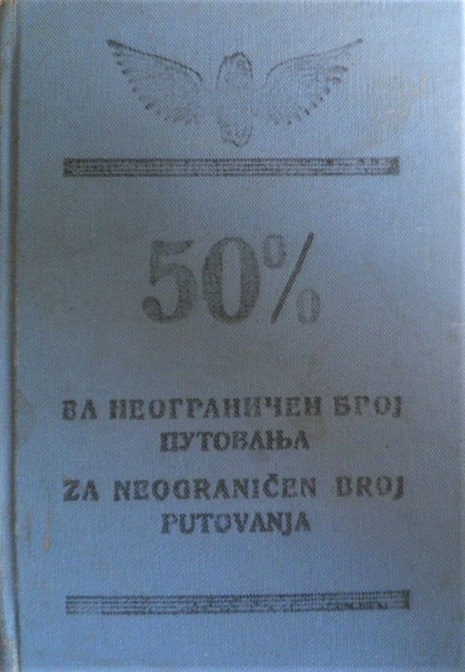 50%
ЗА НЕОГРАНИЧЕН БРОЈ
ПУТОВАЊА
ZA NEOGRANIČEN BROJ
PUTOVANJA